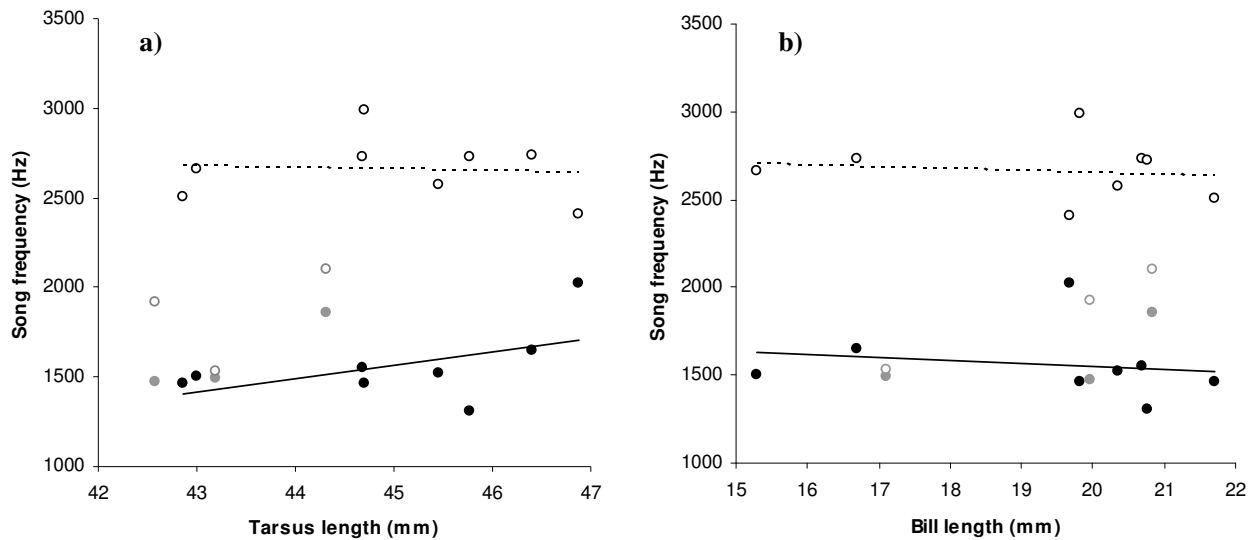 a)
3500
3000
2500
2000
1500
1000
Song frequency (Hz)
42 43 44 45 46 47
Tarsus length (mm)
b)
3500
3000
2500
2000
1500
1000
Song frequency (Hz)
15 16 17 18 19 20 21 22
Bill length (mm)